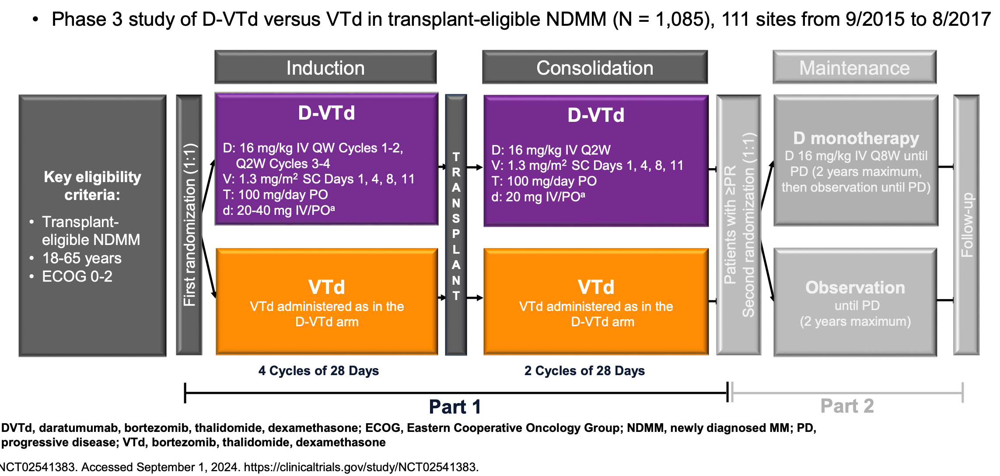 • Phase 3 study of D-VTd versus VTd in transplant-eligible NDMM (N = 1,085), 111 sites from 9/2015 to 8/2017
Induction
Consolidation
Maintenance
Key eligibility
criteria:
• Transplant-
eligible NDMM
• 18-65 years
• ECOG 0-2
First randomization (1:1)
D-VTd
D: 16 mg/kg IV QW Cycles 1-2,
Q2W Cycles 3-4
V: 1.3 mg/m² SC Days 1, 4, 8, 11
T: 100 mg/day PO
d: 20-40 mg IV/POᵃ
VTd
VTd administered as in the
D-VTd arm
4 Cycles of 28 Days
TRANSPLANT
D-VTd
D: 16 mg/kg IV Q2W
V: 1.3 mg/m² SC Days 1, 4, 8, 11
T: 100 mg/day PO
d: 20 mg IV/POᵃ
VTd
VTd administered as in the
D-VTd arm
2 Cycles of 28 Days
Patients with ≥PR
Second randomization (1:1)
D monotherapy
D 16 mg/kg IV Q8W until
PD (2 years maximum,
then observation until PD)
Observation
until PD
(2 years maximum)
Follow-up
Part 1
Part 2
DVTd, daratumumab, bortezomib, thalidomide, dexamethasone; ECOG, Eastern Cooperative Oncology Group; NDMM, newly diagnosed MM; PD,
progressive disease; VTd, bortezomib, thalidomide, dexamethasone
NCT02541383. Accessed September 1, 2024. https://clinicaltrials.gov/study/NCT02541383.